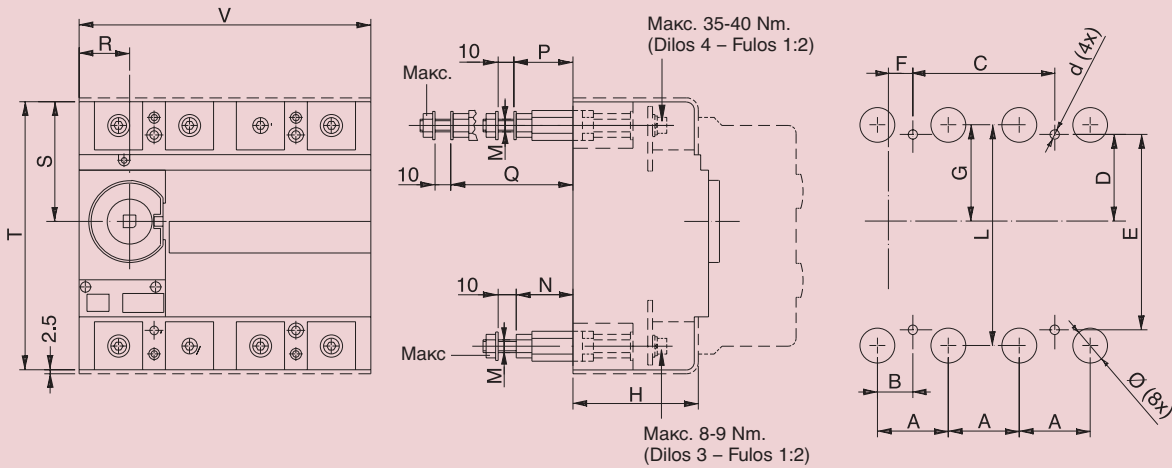 V
R
S
T
2.5
Макс. 35-40 Nm.
(Dilos 4 – Fulos 1:2)
10
P
Макс.
M
10
Q
10
N
Макс
M
H
Макс. 8-9 Nm.
(Dilos 3 – Fulos 1:2)
F
C
d (4x)
G
L
D
E
B
A
A
A
Ø (8x)